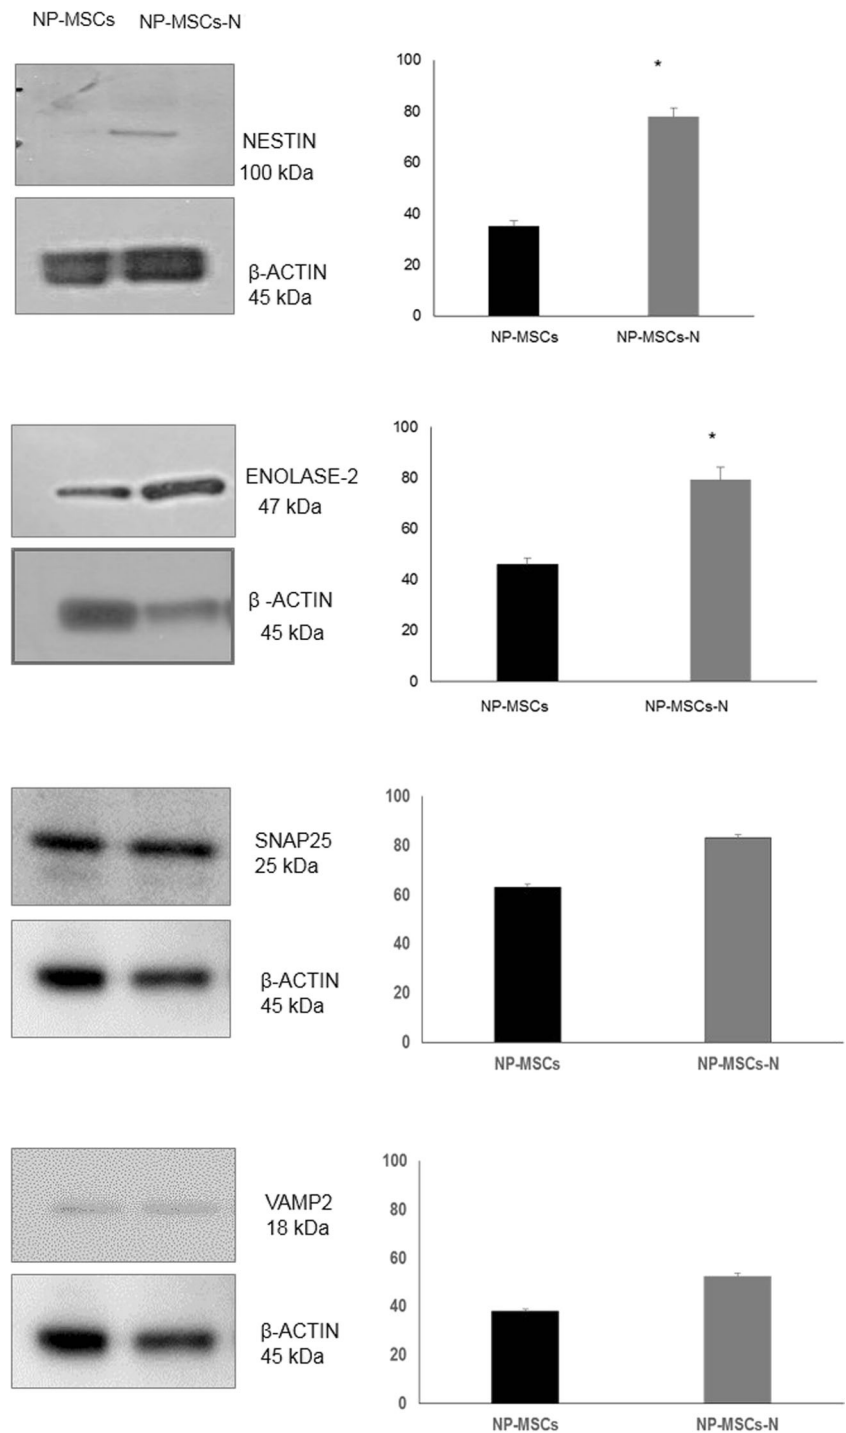 NP-MSCs NP-MSCs-N
NESTIN
100 kDa
β-ACTIN
45 kDa
100
80
60
40
20
0
*
NP-MSCs NP-MSCs-N
ENOLASE-2
47 kDa
β -ACTIN
45 kDa
100
80
60
40
20
0
*
NP-MSCs NP-MSCs-N
SNAP25
25 kDa
β-ACTIN
45 kDa
100
80
60
40
20
0
NP-MSCs NP-MSCs-N
VAMP2
18 kDa
β-ACTIN
45 kDa
100
80
60
40
20
0
NP-MSCs NP-MSCs-N